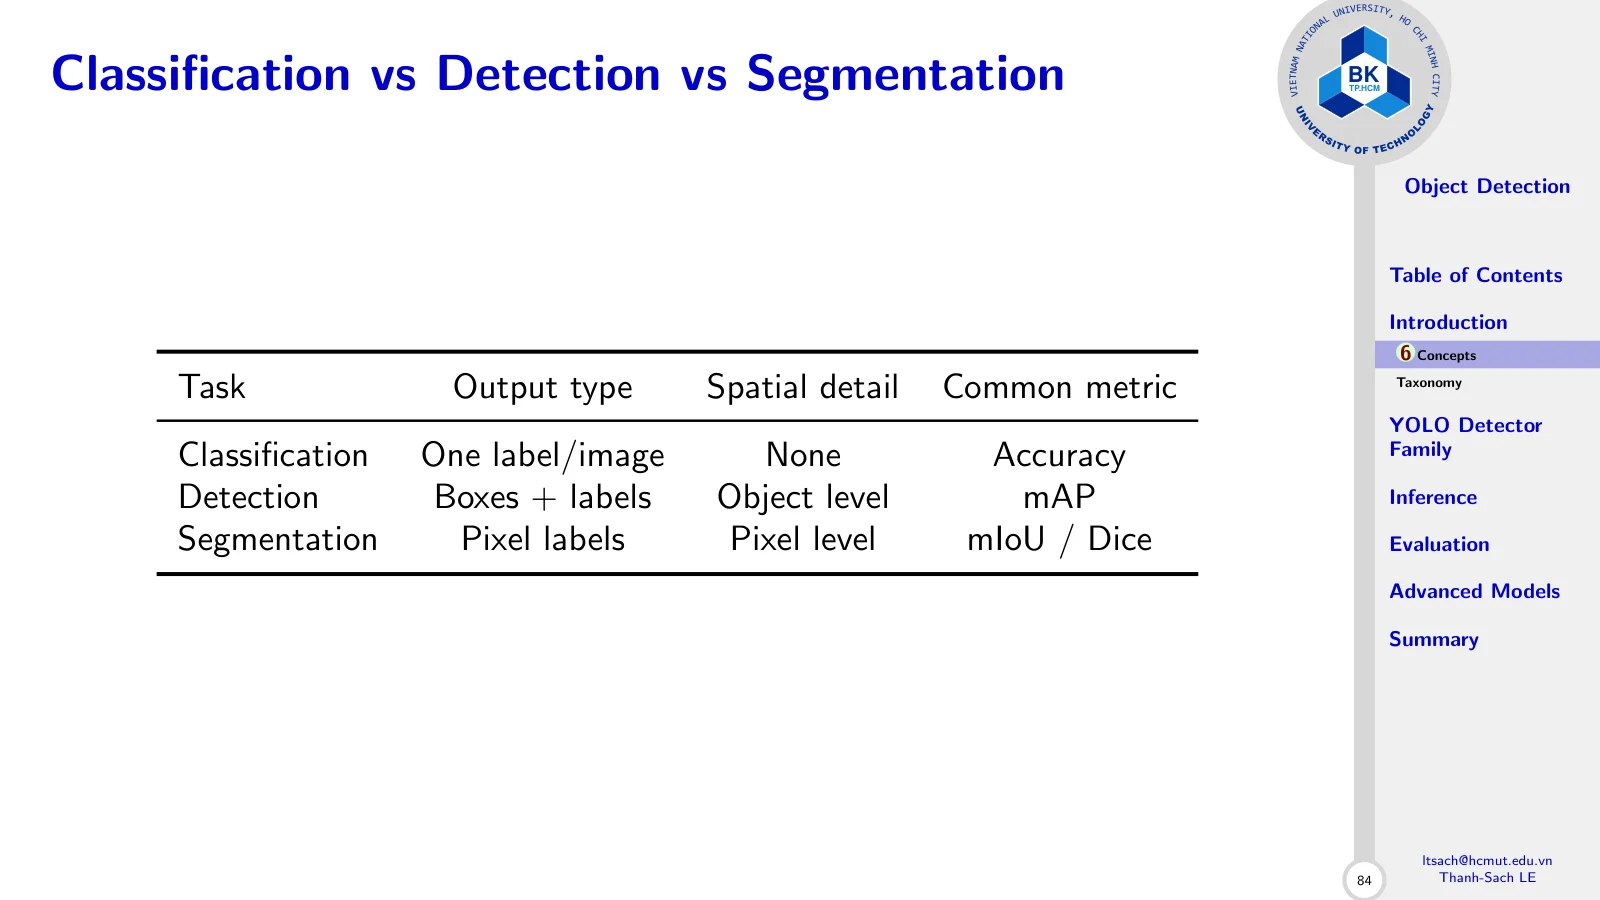 Classification vs Detection vs Segmentation
VIETNAM NATIONAL UNIVERSITY, HO CHI MINH CITY
BK
TP.HCM
UNIVERSITY OF TECHNOLOGY
Task Output type Spatial detail Common metric
Classification One label/image None Accuracy
Detection Boxes + labels Object level mAP
Segmentation Pixel labels Pixel level mIoU / Dice
Object Detection
Table of Contents
Introduction
6 Concepts
Taxonomy
YOLO Detector
Family
Inference
Evaluation
Advanced Models
Summary
ltsach@hcmut.edu.vn
Thanh-Sach LE
84